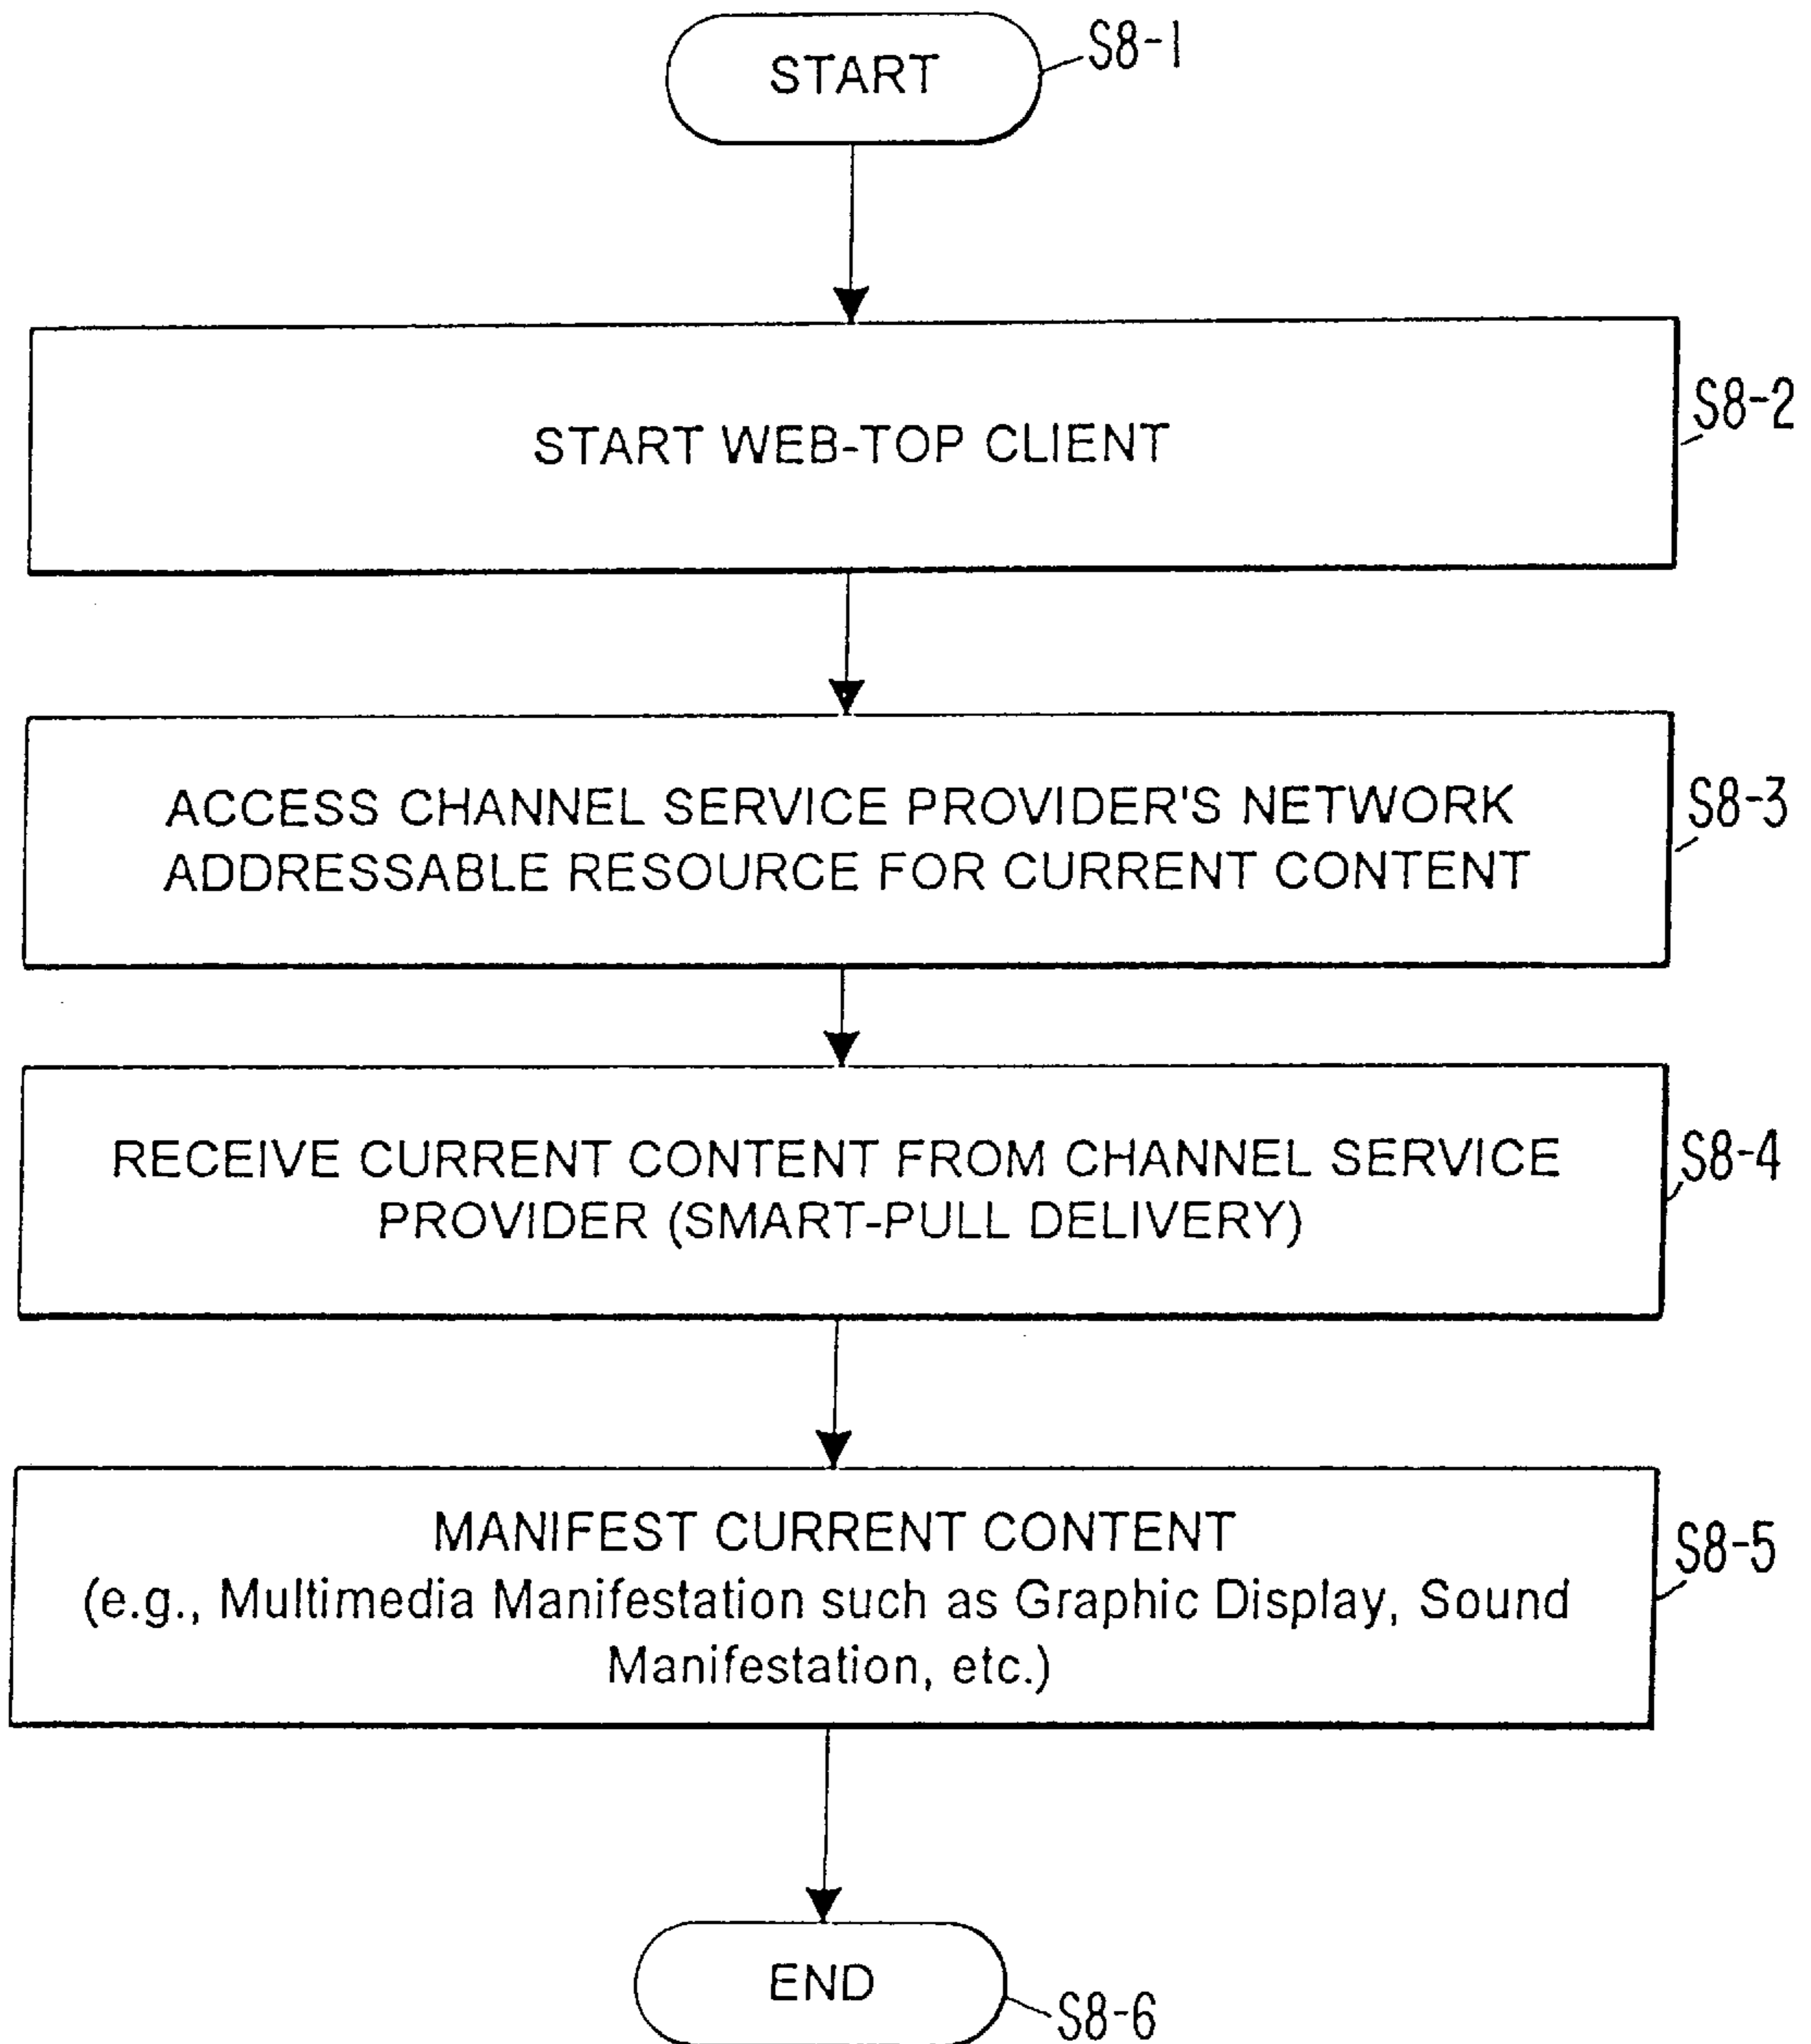 START
S8-1
START WEB-TOP CLIENT
S8-2
ACCESS CHANNEL SERVICE PROVIDER'S NETWORK
ADDRESSABLE RESOURCE FOR CURRENT CONTENT
S8-3
RECEIVE CURRENT CONTENT FROM CHANNEL SERVICE
PROVIDER (SMART-PULL DELIVERY)
S8-4
MANIFEST CURRENT CONTENT
(e.g., Multimedia Manifestation such as Graphic Display, Sound
Manifestation, etc.)
S8-5
END
S8-6